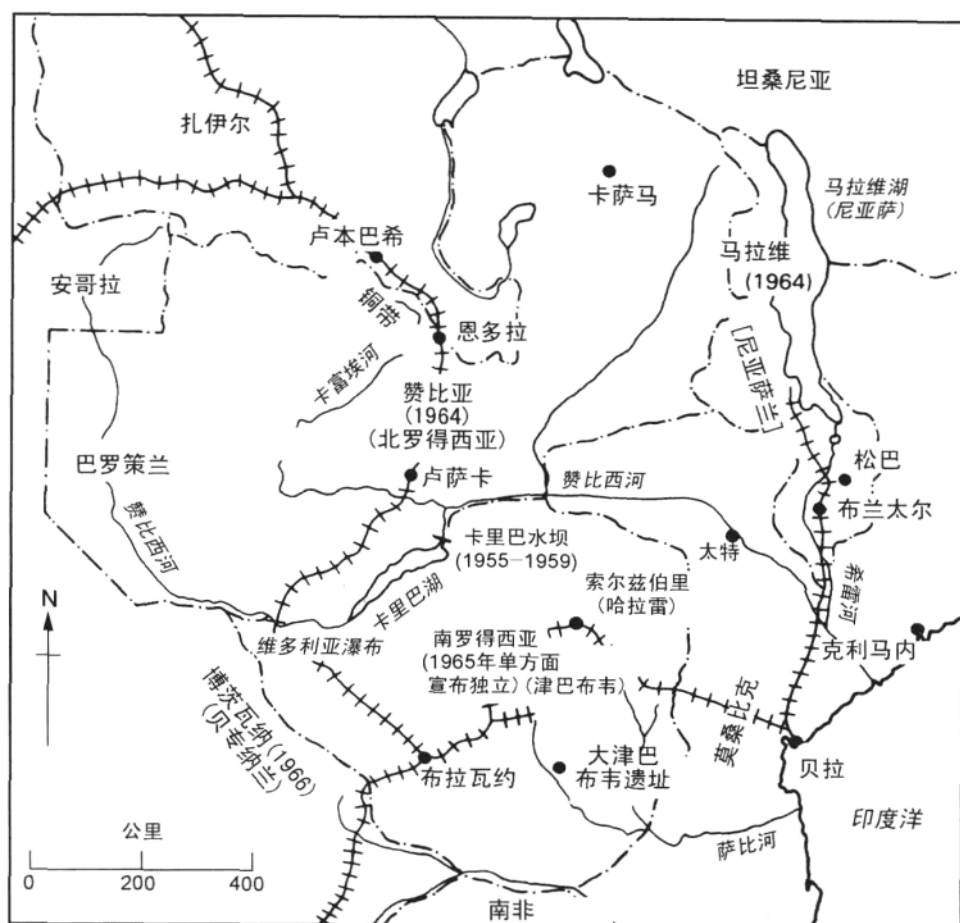 坦桑尼亚
扎伊尔
卡萨马
马拉维湖
(尼亚萨)
卢本巴希
马拉维
(1964)
安哥拉
铜带
恩多拉
[尼亚萨兰]
卡富埃河
赞比亚
(1964)
(北罗得西亚)
巴罗策兰
卢萨卡
赞比西河
松巴
布兰太尔
赞比西河
卡里巴水坝
(1955—1959)
太特
希雷河
卡里巴湖
索尔兹伯里
(哈拉雷)
N
维多利亚瀑布
南罗得西亚
(1965年单方面
宣布独立)(津巴布韦)
克利马内
博茨瓦纳(1966)
(贝专纳兰)
莫桑比克
布拉瓦约
大津巴
布韦遗址
贝拉
公里
印度洋
萨比河
0 200 400
南非